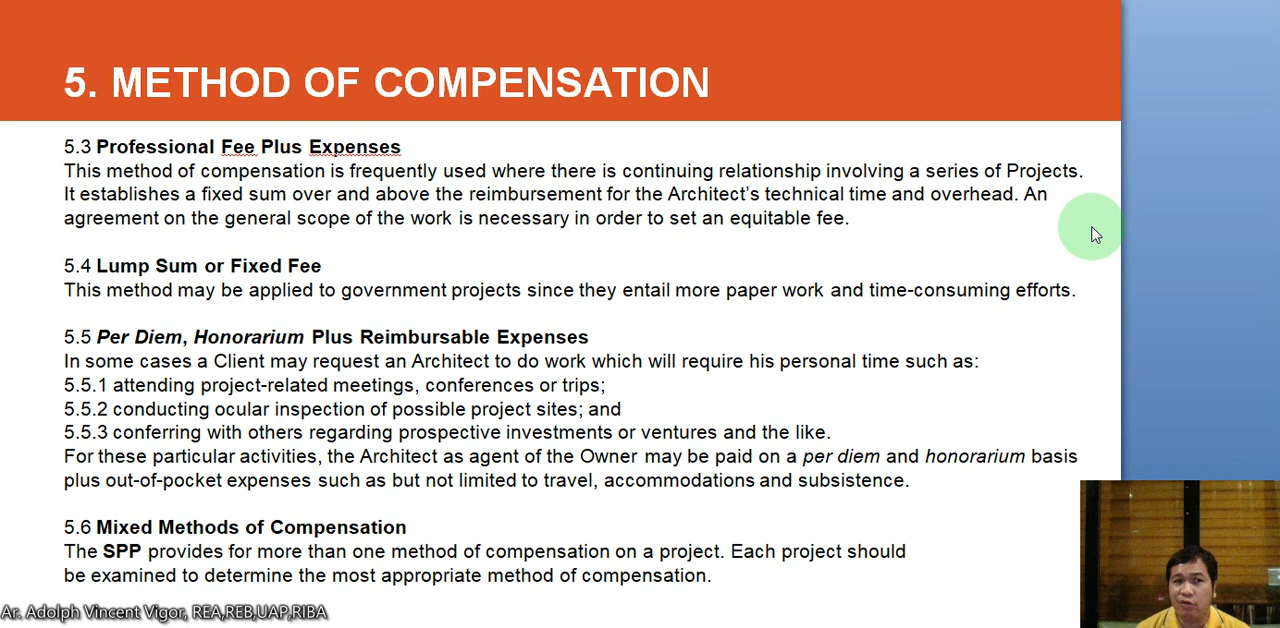 5. METHOD OF COMPENSATION
5.3 Professional Fee Plus Expenses
This method of compensation is frequently used where there is continuing relationship involving a series of Projects.
It establishes a fixed sum over and above the reimbursement for the Architect's technical time and overhead. An
agreement on the general scope of the work is necessary in order to set an equitable fee.
5.4 Lump Sum or Fixed Fee
This method may be applied to government projects since they entail more paper work and time-consuming efforts.
5.5 Per Diem, Honorarium Plus Reimbursable Expenses
In some cases a Client may request an Architect to do work which will require his personal time such as:
5.5.1 attending project-related meetings, conferences or trips;
5.5.2 conducting ocular inspection of possible project sites; and
5.5.3 conferring with others regarding prospective investments or ventures and the like.
For these particular activities, the Architect as agent of the Owner may be paid on a per diem and honorarium basis
plus out-of-pocket expenses such as but not limited to travel, accommodations and subsistence.
5.6 Mixed Methods of Compensation
The SPP provides for more than one method of compensation on a project. Each project should
be examined to determine the most appropriate method of compensation.
Ar. Adolph Vincent Vigor, REA,REB,UAP,RIBA